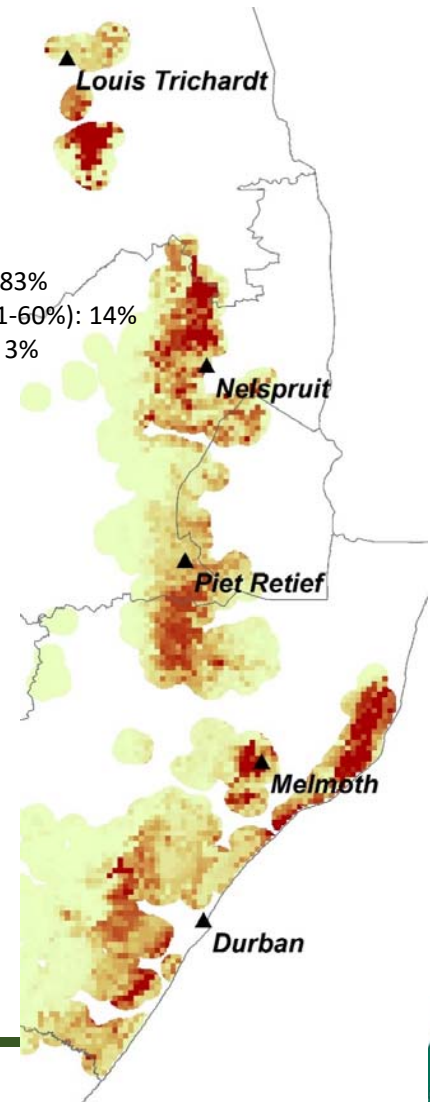 Louis Trichardt
83%
1-60%): 14%
3%
Nelspruit
Piet Retief
Melmoth
Durban